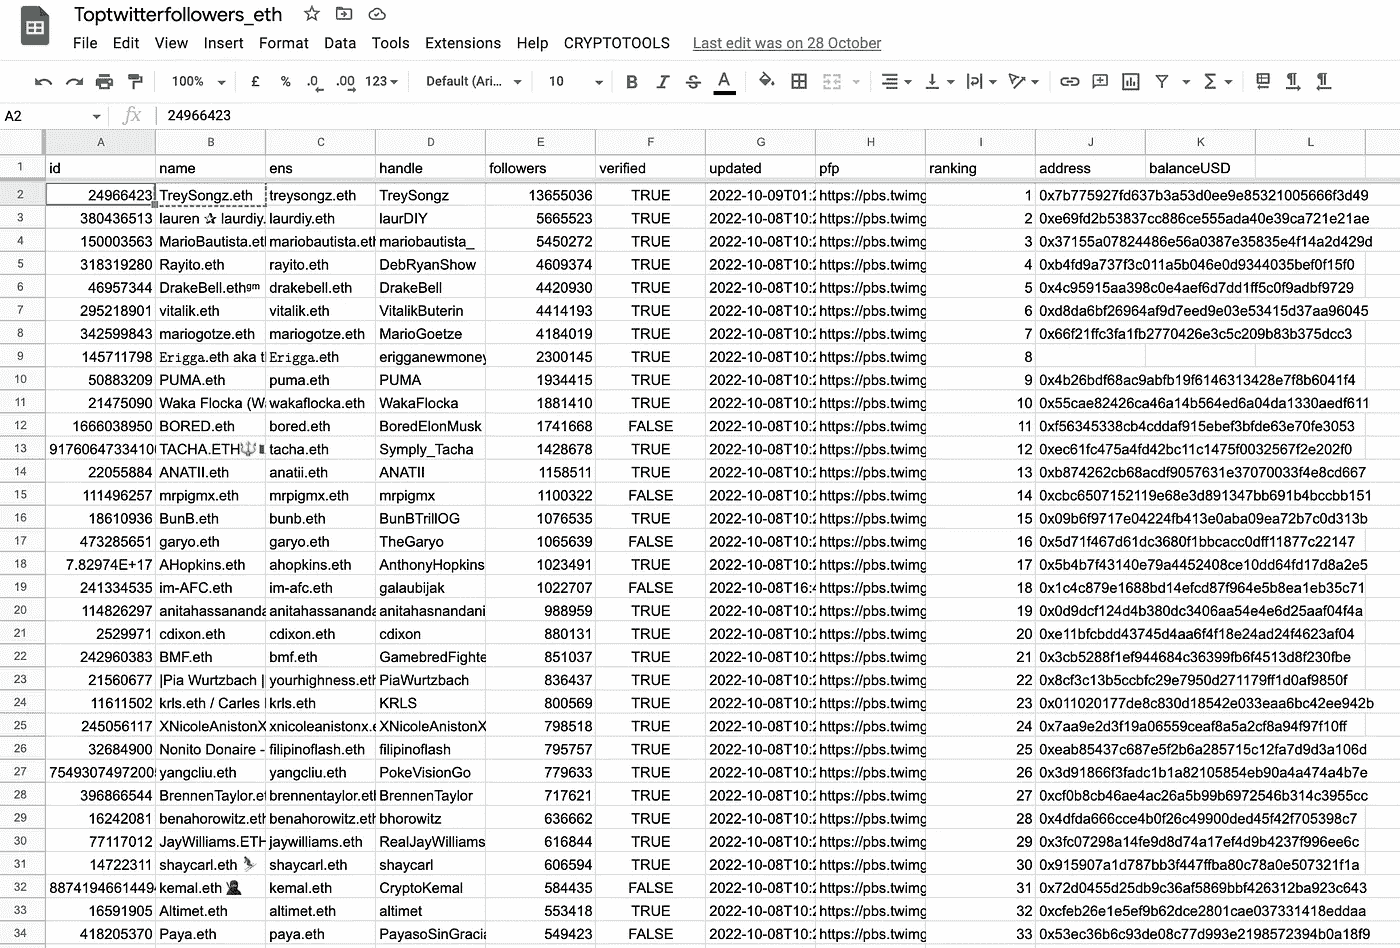 Toptwitterfollowers_eth
File Edit View Insert Format Data Tools Extensions Help CRYPTOTOOLS Last edit was on 28 October
100% £ % .0 .00 123 Default (Ari... 10 B I S A
A2 fx 24966423
A B C D E F G H I J K L
1 id name ens handle followers verified updated pfp ranking address balanceUSD
2 24966423 TreySongz.eth treysongz.eth TreySongz 13655036 TRUE 2022-10-09T01:2 https://pbs.twimg 1 0x7b775927fd637b3a53d0ee9e85321005666f3d49
3 380436513 lauren ✰ laurdiy. laurdiy.eth laurDIY 5665523 TRUE 2022-10-08T10:2 https://pbs.twimg 2 0xe69fd2b53837cc886ce555ada40e39ca721e21ae
4 150003563 MarioBautista.eth mariobautista.eth mariobautista_ 5450272 TRUE 2022-10-08T10:2 https://pbs.twimg 3 0x37155a07824486e56a0387e35835e4f14a2d429d
5 318319280 Rayito.eth rayito.eth DebRyanShow 4609374 TRUE 2022-10-08T10:2 https://pbs.twimg 4 0xb4fd9a737f3c011a5b046e0d9344035bef0f15f0
6 46957344 DrakeBell.ethᵍᵐ drakebell.eth DrakeBell 4420930 TRUE 2022-10-08T10:2 https://pbs.twimg 5 0x4c95915aa398c0e4aef6d7dd1ff5c0f9adbf9729
7 295218901 vitalik.eth vitalik.eth VitalikButerin 4414193 TRUE 2022-10-08T10:2 https://pbs.twimg 6 0xd8da6bf26964af9d7eed9e03e53415d37aa96045
8 342599843 mariogotze.eth mariogotze.eth MarioGoetze 4184019 TRUE 2022-10-08T10:2 https://pbs.twimg 7 0x66f21ffc3fa1fb2770426e3c5c209b83b375dcc3
9 145711798 Erigga.eth aka t Erigga.eth erigganewmoney 2300145 TRUE 2022-10-08T10:2 https://pbs.twimg 8
10 50883209 PUMA.eth puma.eth PUMA 1934415 TRUE 2022-10-08T10:2 https://pbs.twimg 9 0x4b26bdf68ac9abfb19f6146313428e7f8b6041f4
11 21475090 Waka Flocka (Wa wakaflocka.eth WakaFlocka 1881410 TRUE 2022-10-08T10:2 https://pbs.twimg 10 0x55cae82426ca46a14b564ed6a04da1330aedf611
12 1666038950 BORED.eth bored.eth BoredElonMusk 1741668 FALSE 2022-10-08T10:2 https://pbs.twimg 11 0xf56345338cb4cddaf915ebef3bfde63e70fe3053
13 9176064733410 TACHA.ETH🔱 tacha.eth Symply_Tacha 1428678 TRUE 2022-10-08T10:2 https://pbs.twimg 12 0xec61fc475a4fd42bc11c1475f0032567f2e202f0
14 22055884 ANATII.eth anatii.eth ANATII 1158511 TRUE 2022-10-08T10:2 https://pbs.twimg 13 0xb874262cb68acdf9057631e37070033f4e8cd667
15 111496257 mrpigmx.eth mrpigmx.eth mrpigmx 1100322 FALSE 2022-10-08T10:2 https://pbs.twimg 14 0xcbc6507152119e68e3d891347bb691b4bccbb151
16 18610936 BunB.eth bunb.eth BunBTrillOG 1076535 TRUE 2022-10-08T10:2 https://pbs.twimg 15 0x09b6f9717e04224fb413e0aba09ea72b7c0d313b
17 473285651 garyo.eth garyo.eth TheGaryo 1065639 FALSE 2022-10-08T10:2 https://pbs.twimg 16 0x5d71f467d61dc3680f1bbcacc0dff11877c22147
18 7.82974E+17 AHopkins.eth ahopkins.eth AnthonyHopkins 1023491 TRUE 2022-10-08T10:2 https://pbs.twimg 17 0x5b4b7f43140e79a4452408ce10dd64fd17d8a2e5
19 241334535 im-AFC.eth im-afc.eth galaubijak 1022707 FALSE 2022-10-08T16:4 https://pbs.twimg 18 0x1c4c879e1688bd14efcd87f964e5b8ea1eb35c71
20 114826297 anitahassananda anitahassananda anitahasnandani 988959 TRUE 2022-10-08T10:2 https://pbs.twimg 19 0x0d9dcf124d4b380dc3406aa54e4e6d25aaf04f4a
21 2529971 cdixon.eth cdixon.eth cdixon 880131 TRUE 2022-10-08T10:2 https://pbs.twimg 20 0xe11bfcbdd43745d4aa6f4f18e24ad24f4623af04
22 242960383 BMF.eth bmf.eth GamebredFighte 851037 TRUE 2022-10-08T10:2 https://pbs.twimg 21 0x3cb5288f1ef944684c36399fb6f4513d8f230fbe
23 21560677 |Pia Wurtzbach | yourhighness.eth PiaWurtzbach 836437 TRUE 2022-10-08T10:2 https://pbs.twimg 22 0x8cf3c13b5ccbfc29e7950d271179ff1d0af9850f
24 11611502 krls.eth / Carles krls.eth KRLS 800569 TRUE 2022-10-08T10:2 https://pbs.twimg 23 0x011020177de8c830d18542e033eaa6bc42ee942b
25 245056117 XNicoleAnistonX xnicoleanistonx.e XNicoleAnistonX 798518 TRUE 2022-10-08T10:2 https://pbs.twimg 24 0x7aa9e2d3f19a06559ceaf8a5a2cf8a94f97f10ff
26 32684900 Nonito Donaire - filipinoflash.eth filipinoflash 795757 TRUE 2022-10-08T10:2 https://pbs.twimg 25 0xeab85437c687e5f2b6a285715c12fa7d9d3a106d
27 7549307497200 yangcliu.eth yangcliu.eth PokeVisionGo 779633 TRUE 2022-10-08T10:2 https://pbs.twimg 26 0x3d91866f3fadc1b1a82105854eb90a4a474a4b7e
28 396866544 BrennenTaylor.et brennentaylor.et BrennenTaylor 717621 TRUE 2022-10-08T10:2 https://pbs.twimg 27 0xcf0b8cb46ae4ac26a5b99b6972546b314c3955cc
29 16242081 benahorowitz.eth benahorowitz.eth bhorowitz 636662 TRUE 2022-10-08T10:2 https://pbs.twimg 28 0x4dfda666cce4b0f26c49900ded45f42f705398c7
30 77117012 JayWilliams.ETH jaywilliams.eth RealJayWilliams 616844 TRUE 2022-10-08T10:2 https://pbs.twimg 29 0x3fc07298a14fe9d8d74a17ef4d9b4237f996ee6c
31 14722311 shaycarl.eth shaycarl.eth shaycarl 606594 TRUE 2022-10-08T10:2 https://pbs.twimg 30 0x915907a1d787bb3f447ffba80c78a0e507321f1a
32 8874194661449 kemal.eth 🥷 kemal.eth CryptoKemal 584435 FALSE 2022-10-08T10:2 https://pbs.twimg 31 0x72d0455d25db9c36af5869bbf426312ba923c643
33 16591905 Altimet.eth altimet.eth altimet 553418 TRUE 2022-10-08T10:2 https://pbs.twimg 32 0xcfeb26e1e5ef9b62dce2801cae037331418eddaa
34 418205370 Paya.eth paya.eth PayasoSinGracia 549423 FALSE 2022-10-08T10:2 https://pbs.twimg 33 0x53ec36b6c93de08c77d993e2198572394b0a18f9